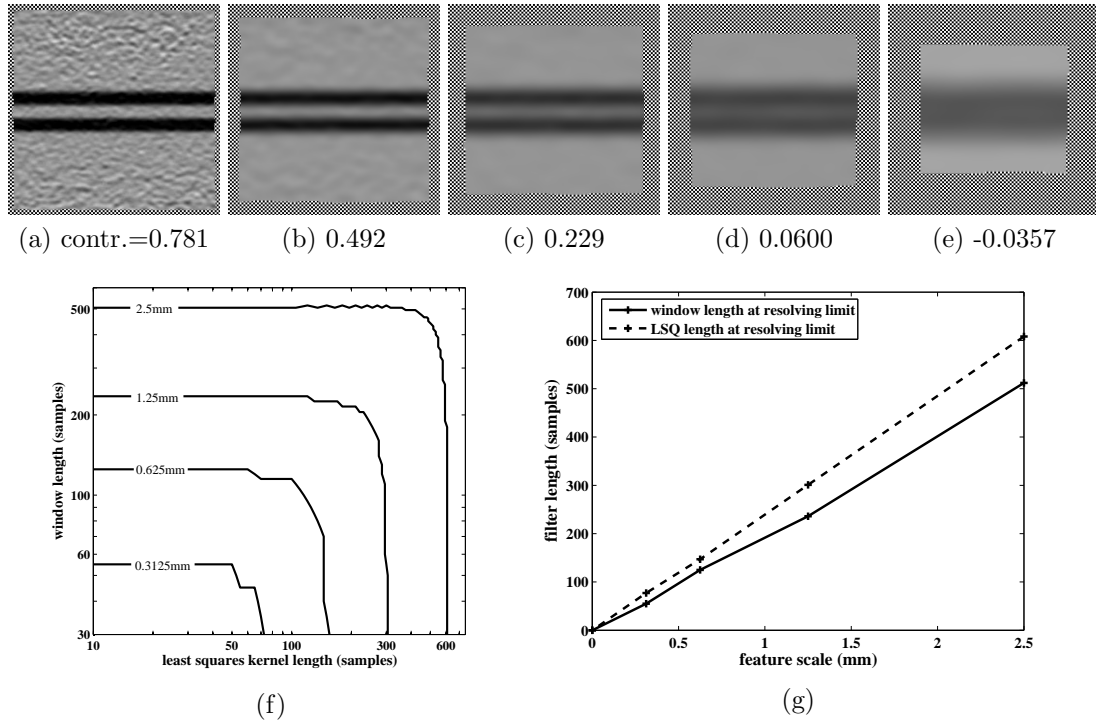 (a) contr.=0.781
(b) 0.492
(c) 0.229
(d) 0.0600
(e) -0.0357
window length (samples)
500
200
100
60
30
2.5mm
1.25mm
0.625mm
0.3125mm
10
50
100
300
600
least squares kernel length (samples)
(f)
filter length (samples)
700
600
500
400
300
200
100
0
window length at resolving limit
LSQ length at resolving limit
0
0.5
1
1.5
2
2.5
feature scale (mm)
(g)